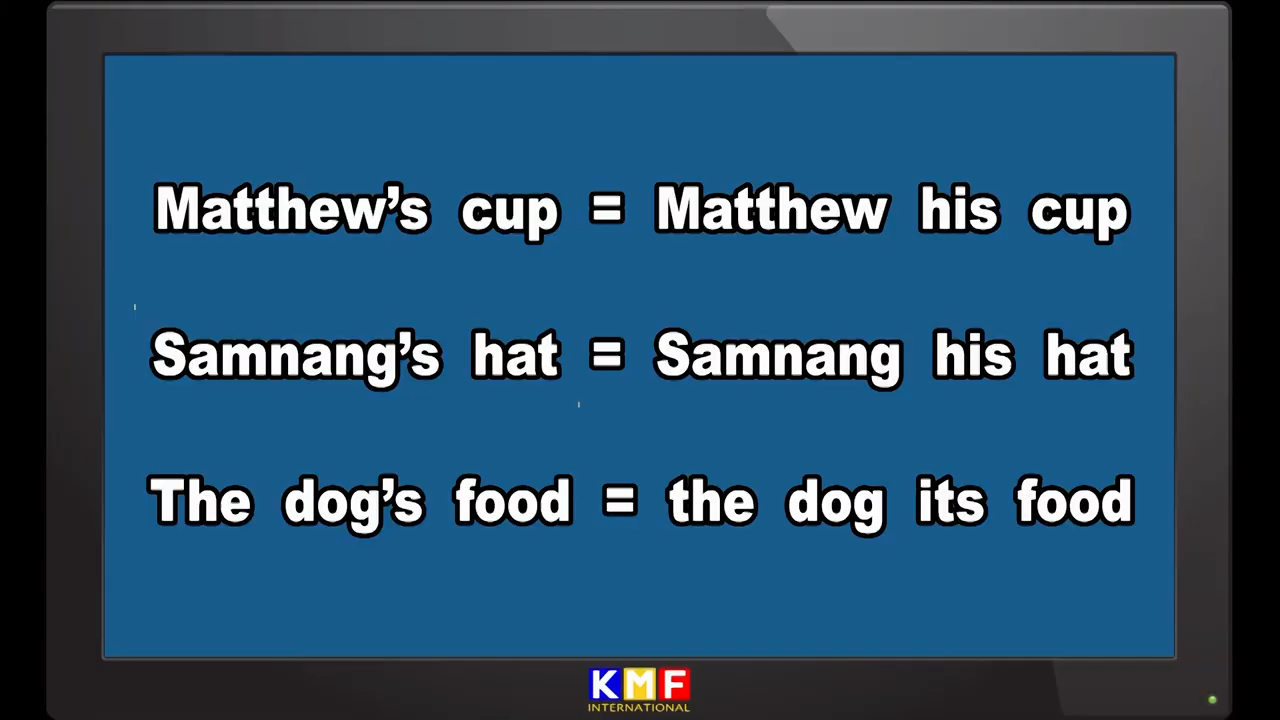 Matthew’s cup = Matthew his cup
Samnang’s hat = Samnang his hat
The dog’s food = the dog its food
KMF
INTERNATIONAL